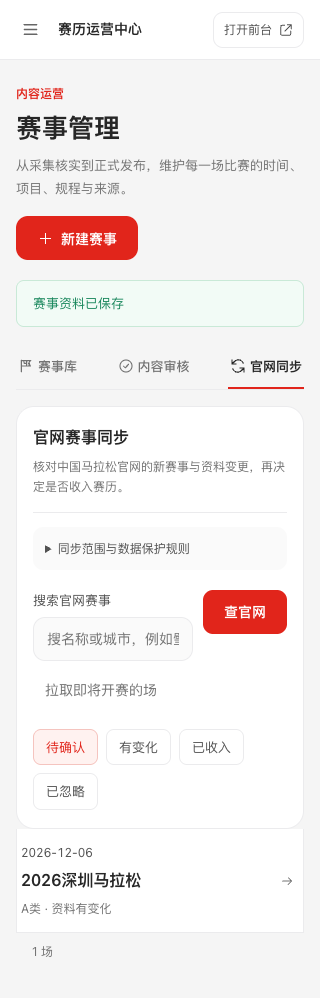 赛历运营中心
打开前台
内容运营
赛事管理
从采集核实到正式发布，维护每一场比赛的时间、
项目、规程与来源。
新建赛事
赛事资料已保存
赛事库
内容审核
官网同步
官网赛事同步
核对中国马拉松官网的新赛事与资料变更，再决
定是否收入赛历。
同步范围与数据保护规则
搜索官网赛事
查官网
搜名称或城市，例如
拉取即将开赛的场
待确认
有变化
已收入
已忽略
2026-12-06
2026深圳马拉松
A类 · 资料有变化
1 场